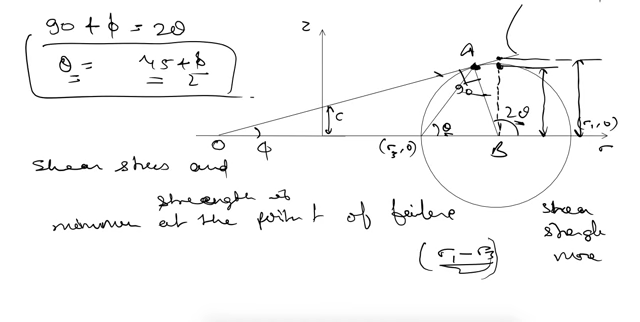 90 + φ = 2θ
θ = 45 + φ/2
τ
A
90
c
θ
2θ
(σ3, 0)
(σ1, 0)
O
φ
B
σ
shear stress and
strength is
minimum at the point of failure
shear
strength
more
(σ1 - σ3)